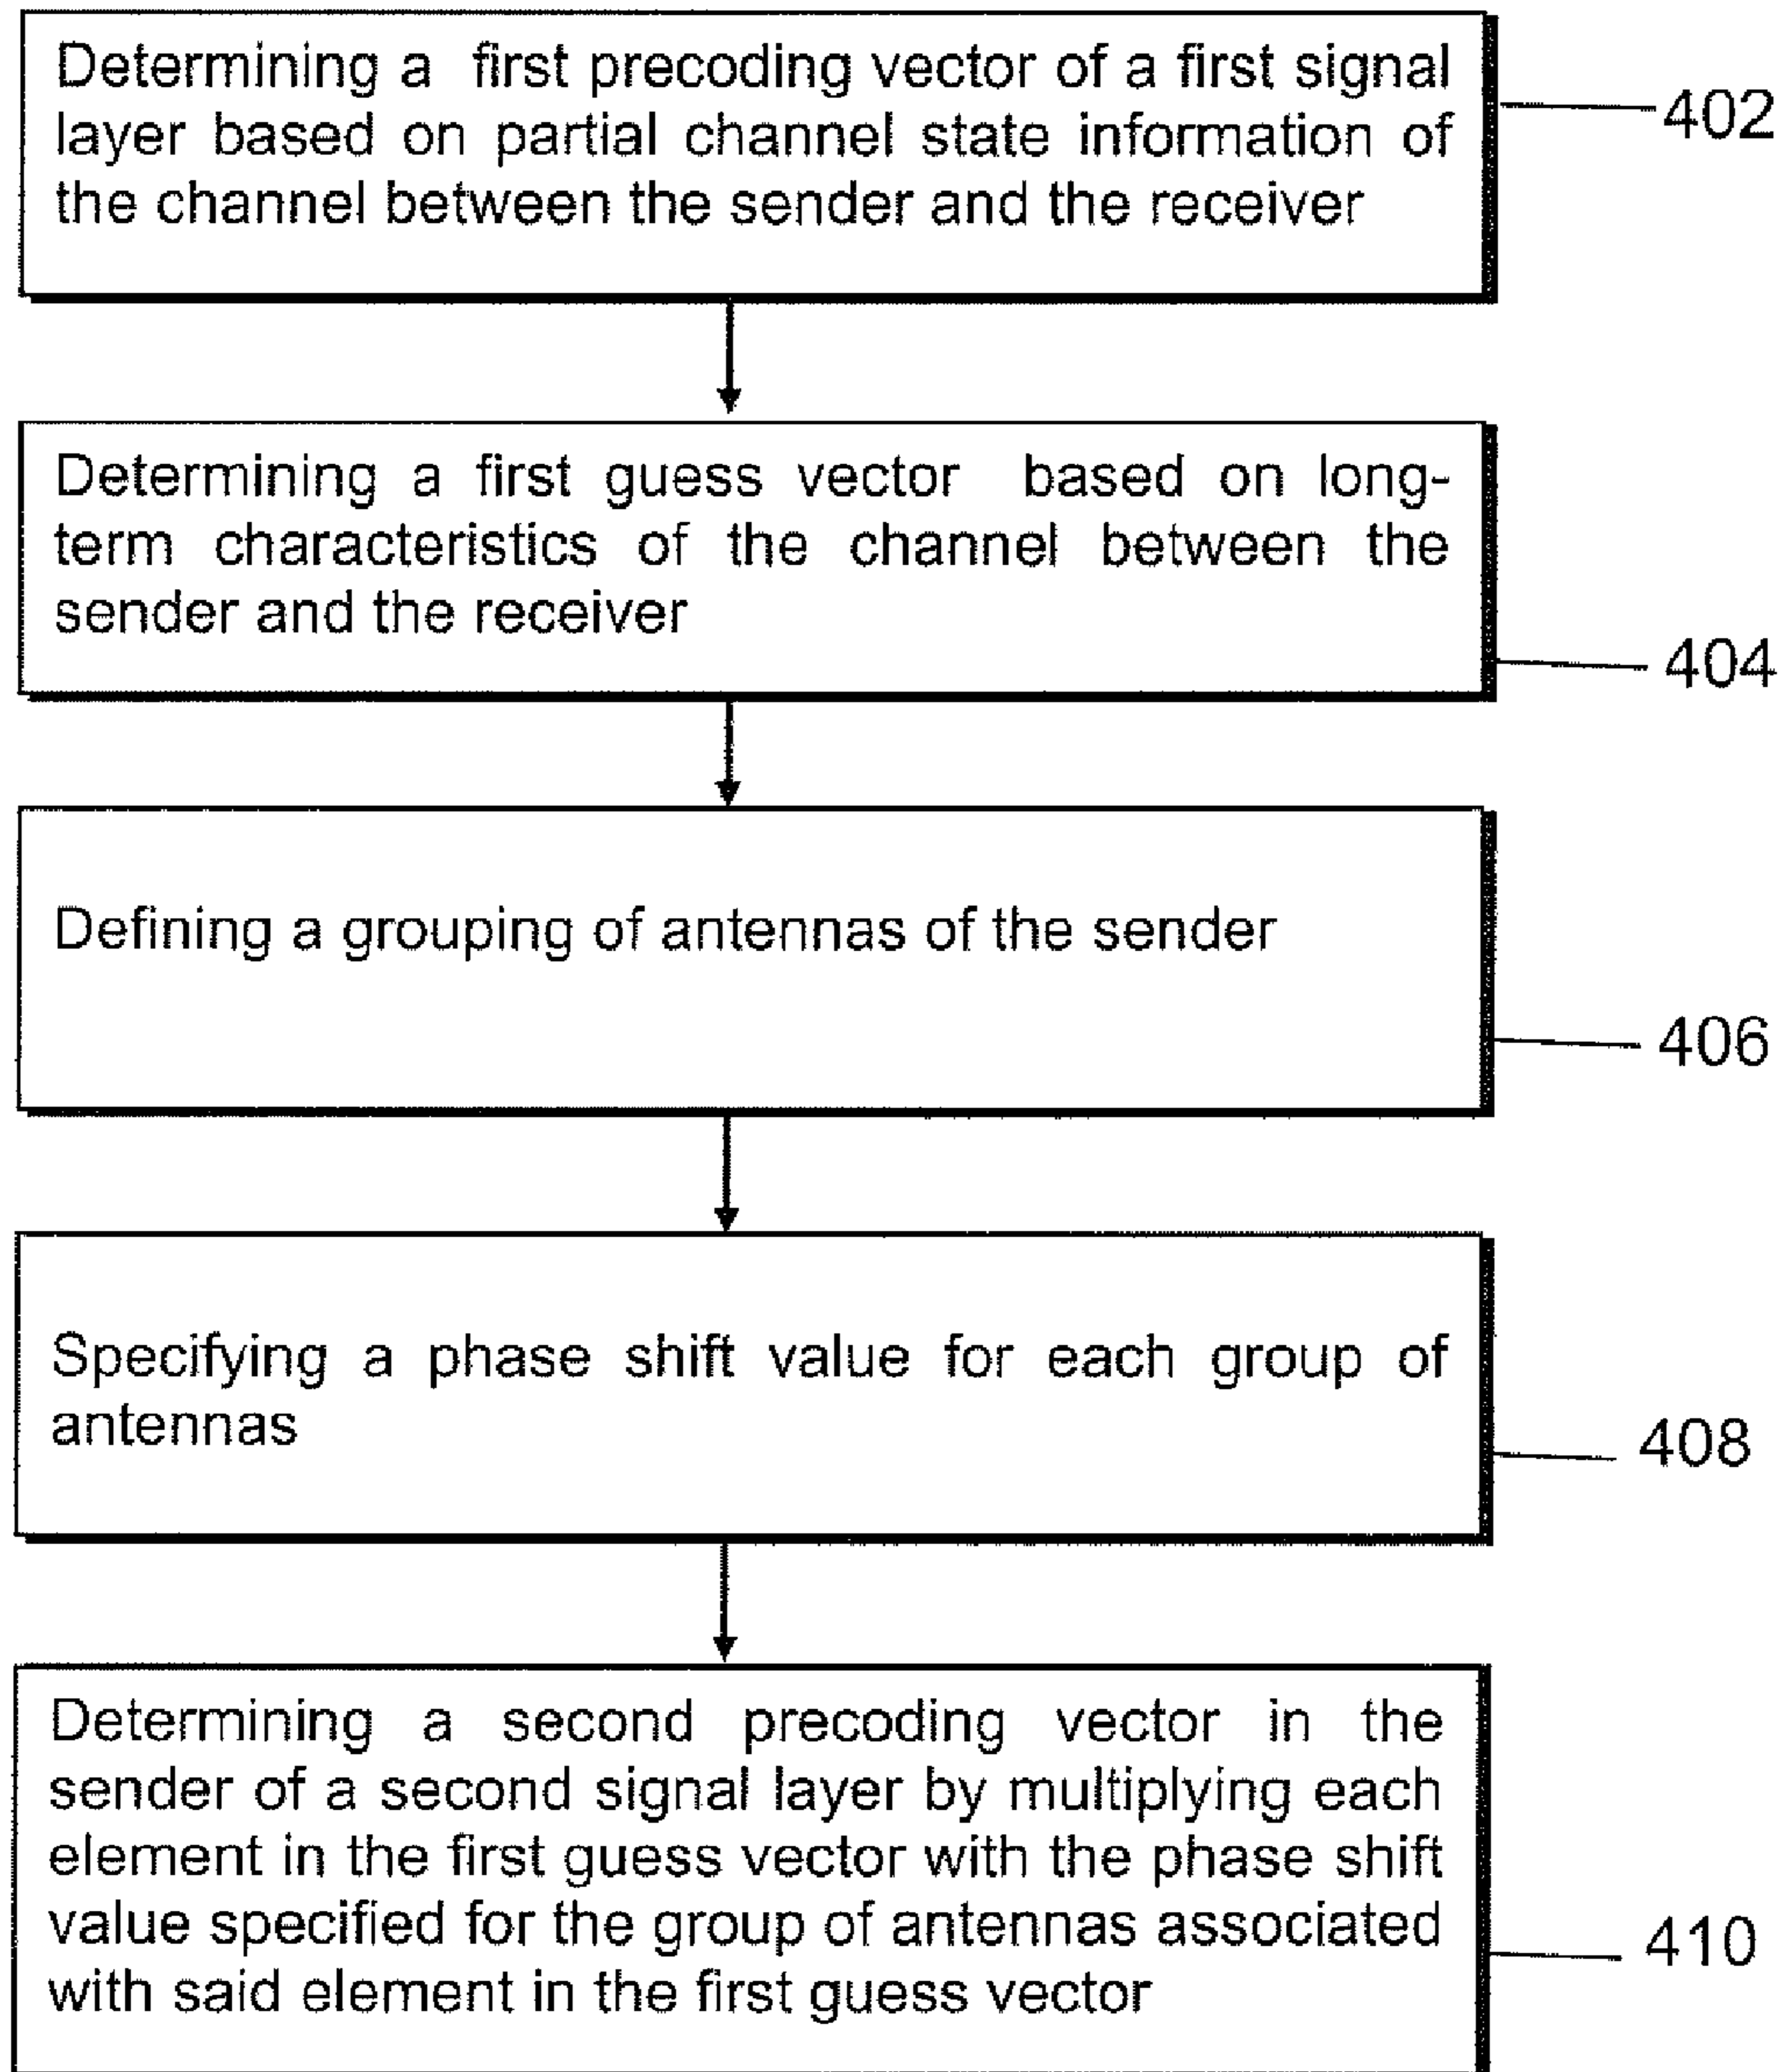 Determining a first precoding vector of a first signal
layer based on partial channel state information of
the channel between the sender and the receiver
402
Determining a first guess vector based on long-
term characteristics of the channel between the
sender and the receiver
404
Defining a grouping of antennas of the sender
406
Specifying a phase shift value for each group of
antennas
408
Determining a second precoding vector in the
sender of a second signal layer by multiplying each
element in the first guess vector with the phase shift
value specified for the group of antennas associated
with said element in the first guess vector
410